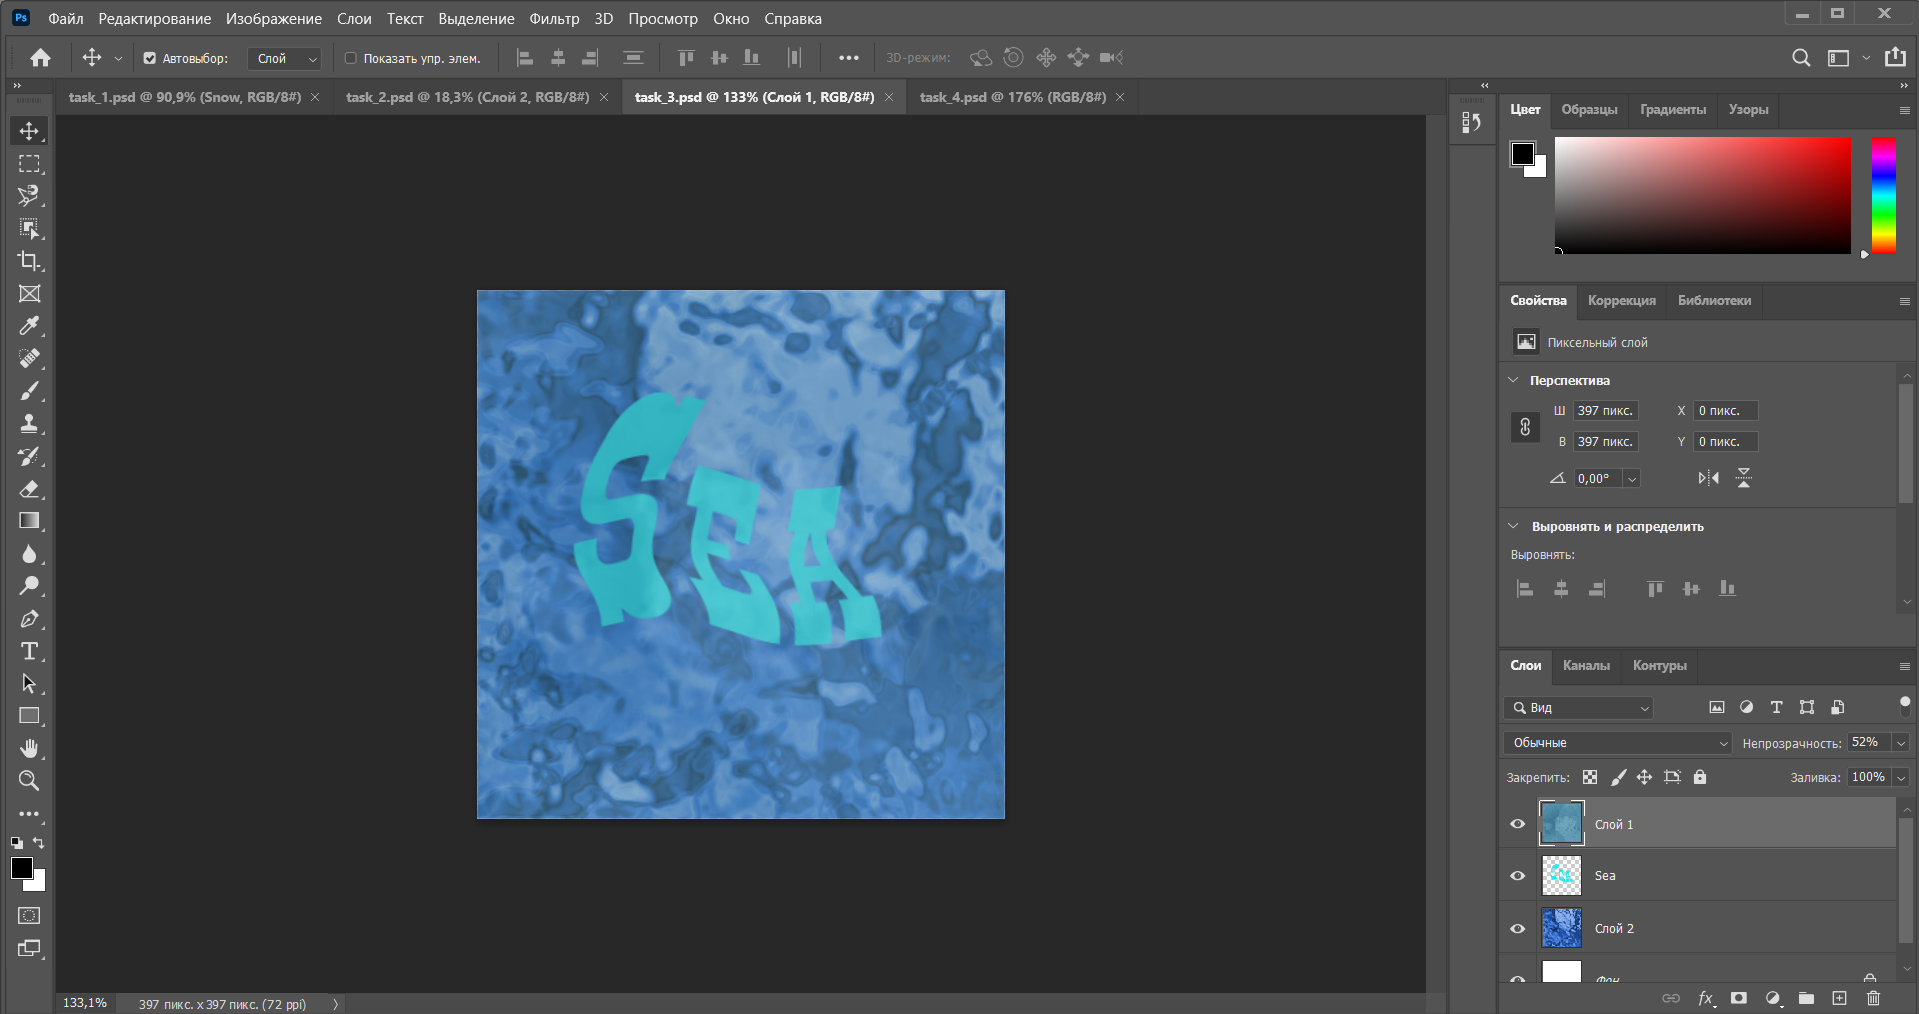 Ps Файл Редактирование Изображение Слои Текст Выделение Фильтр 3D Просмотр Окно Справка
Автовыбор: Слой Показать упр. элем. 3D-режим:
task_1.psd @ 90,9% (Snow, RGB/8#) task_2.psd @ 18,3% (Слой 2, RGB/8#) task_3.psd @ 133% (Слой 1, RGB/8#) task_4.psd @ 176% (RGB/8#)
Цвет Образцы Градиенты Узоры
Свойства Коррекция Библиотеки
Пиксельный слой
Перспектива
Ш 397 пикс. X 0 пикс.
В 397 пикс. Y 0 пикс.
0,00°
Выровнять и распределить
Выровнять:
Sea
Слои Каналы Контуры
Вид
Обычные Непрозрачность: 52%
Закрепить: Заливка: 100%
Слой 1
Sea
Слой 2
Фон
fx
133,1% 397 пикс. x 397 пикс. (72 ppi)